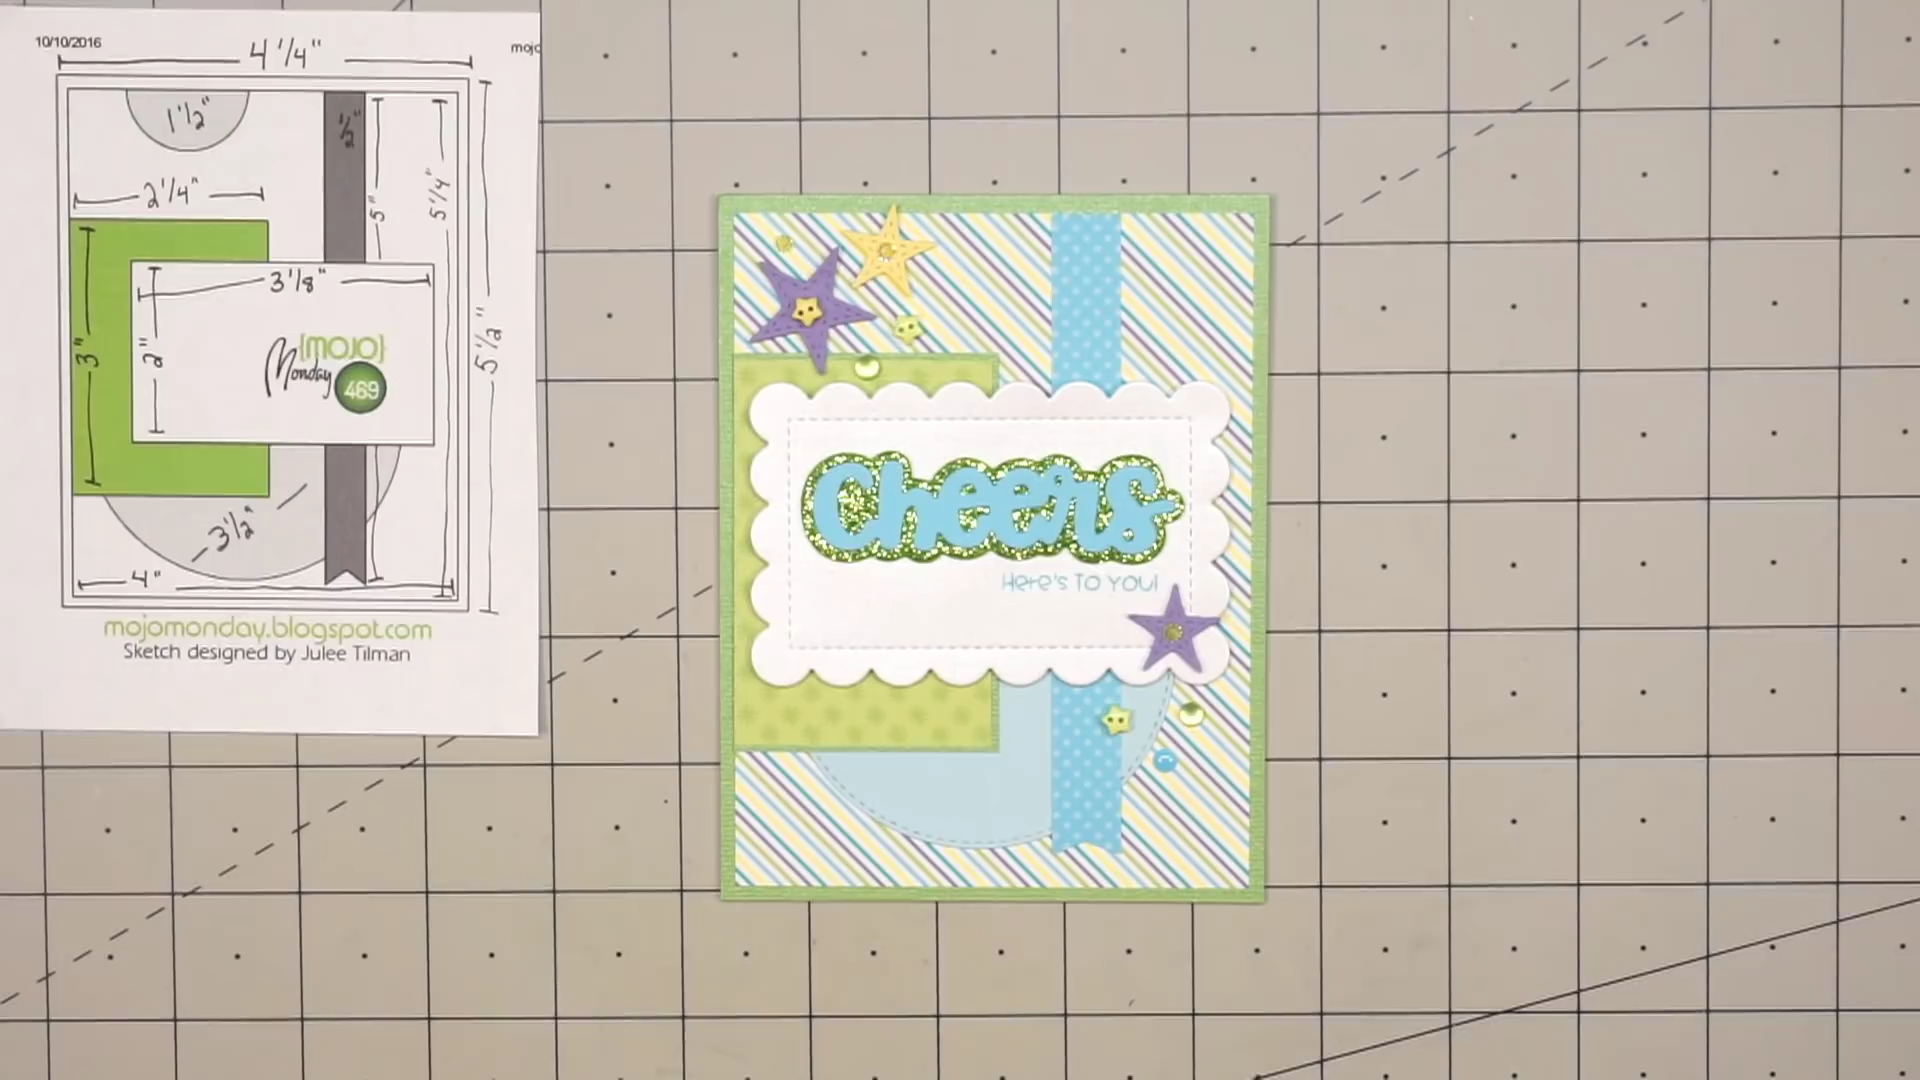 10/10/2016
mojo
4 1/4"
1 1/2"
1/2"
2 1/4"
5"
5 1/4"
3 1/8"
3"
2"
{MOJO}
Monday
469
5 1/2"
3 1/2"
4"
mojomonday.blogspot.com
Sketch designed by Julee Tilman
Cheers
Here's to you!